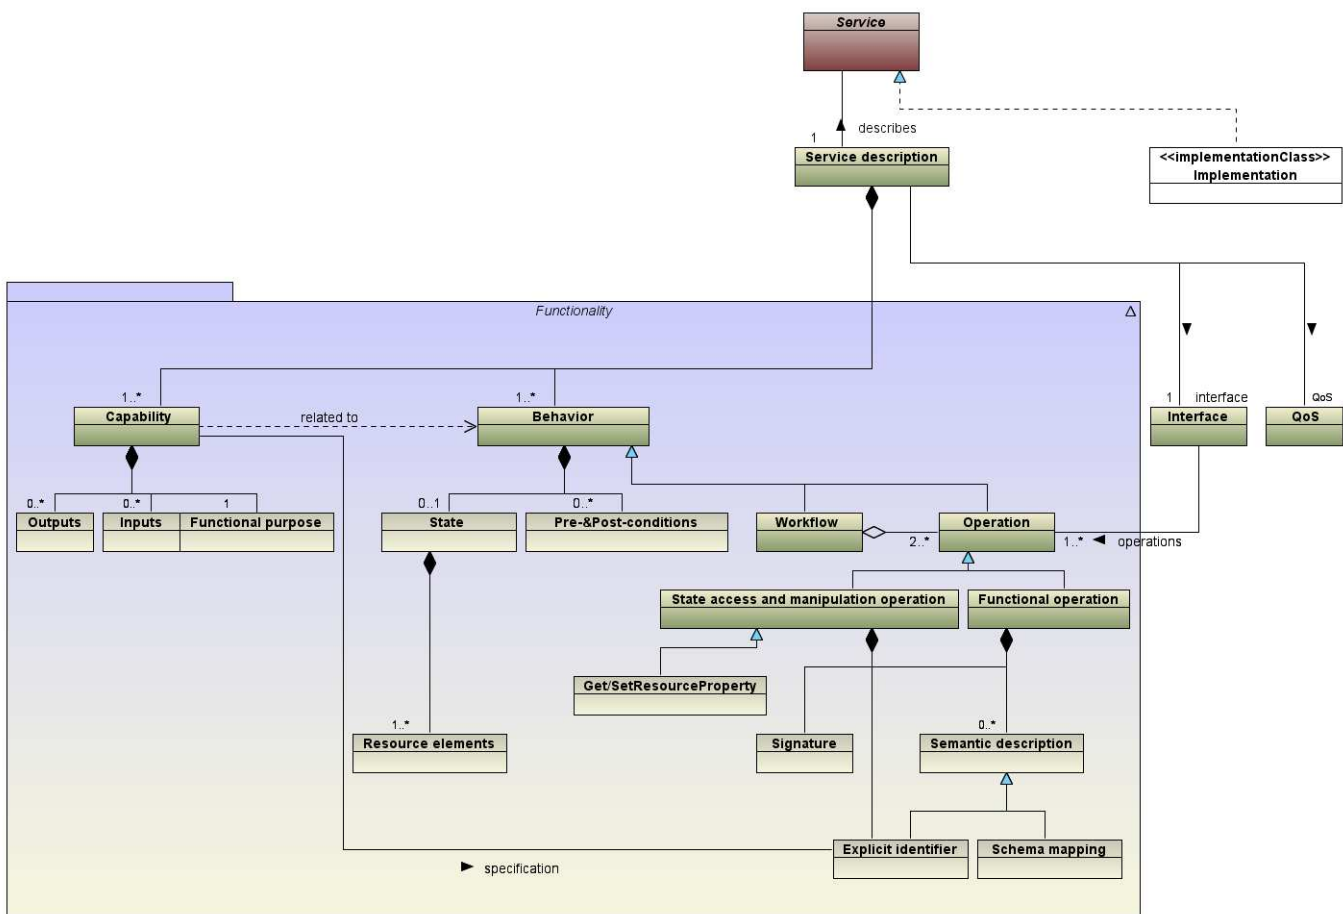 Service
1
describes
Service description
<<implementationClass>>
Implementation
Functionality
1..*
1..*
1
interface
QoS
Capability
related to
Behavior
Interface
QoS
0..*
0..*
1
0..1
0..*
Outputs
Inputs
Functional purpose
State
Pre-&Post-conditions
Workflow
Operation
2..*
1..*
operations
State access and manipulation operation
Functional operation
Get/SetResourceProperty
1..*
0..*
Resource elements
Signature
Semantic description
Explicit identifier
Schema mapping
specification